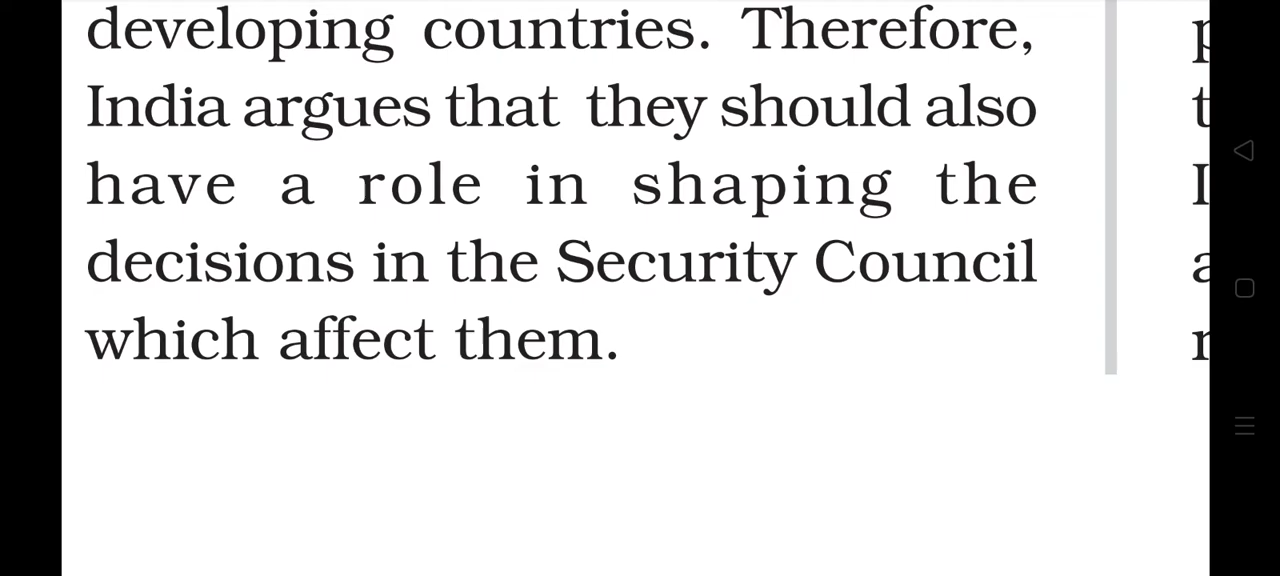 developing countries. Therefore,
India argues that they should also
have a role in shaping the
decisions in the Security Council
which affect them.